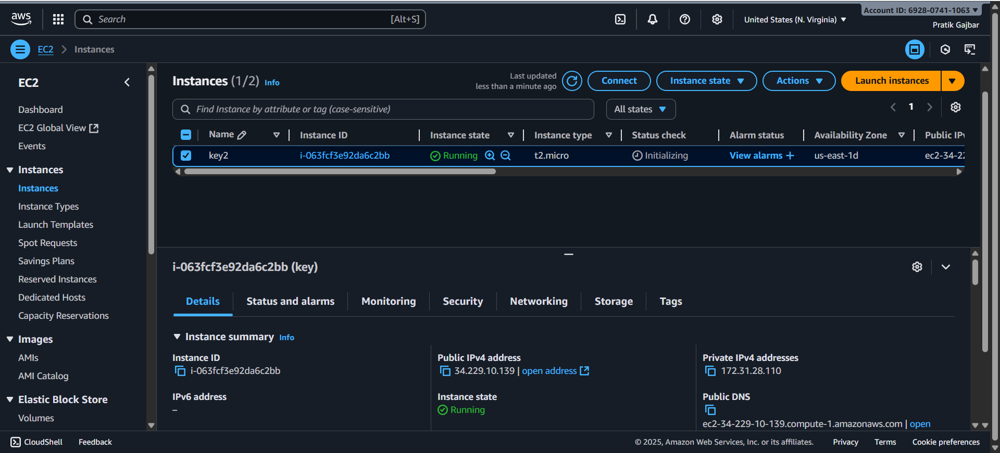 aws
Search [Alt+S]
United States (N. Virginia)
Account ID: 6928-0741-1063
Pratik Gajbar
EC2 Instances
EC2
Dashboard
EC2 Global View
Events
Instances
Instances
Instance Types
Launch Templates
Spot Requests
Savings Plans
Reserved Instances
Dedicated Hosts
Capacity Reservations
Images
AMIs
AMI Catalog
Elastic Block Store
Volumes
Instances (1/2) Info
Last updated
less than a minute ago
Connect
Instance state
Actions
Launch instances
Find Instance by attribute or tag (case-sensitive)
All states
1
Name Instance ID Instance state Instance type Status check Alarm status Availability Zone Public IPv
key2 i-063fcf3e92da6c2bb Running t2.micro Initializing View alarms + us-east-1d ec2-34-22
i-063fcf3e92da6c2bb (key)
Details Status and alarms Monitoring Security Networking Storage Tags
Instance summary Info
Instance ID
i-063fcf3e92da6c2bb
Public IPv4 address
34.229.10.139 | open address
Private IPv4 addresses
172.31.28.110
IPv6 address
–
Instance state
Running
Public DNS
ec2-34-229-10-139.compute-1.amazonaws.com | open
CloudShell Feedback © 2025, Amazon Web Services, Inc. or its affiliates. Privacy Terms Cookie preferences